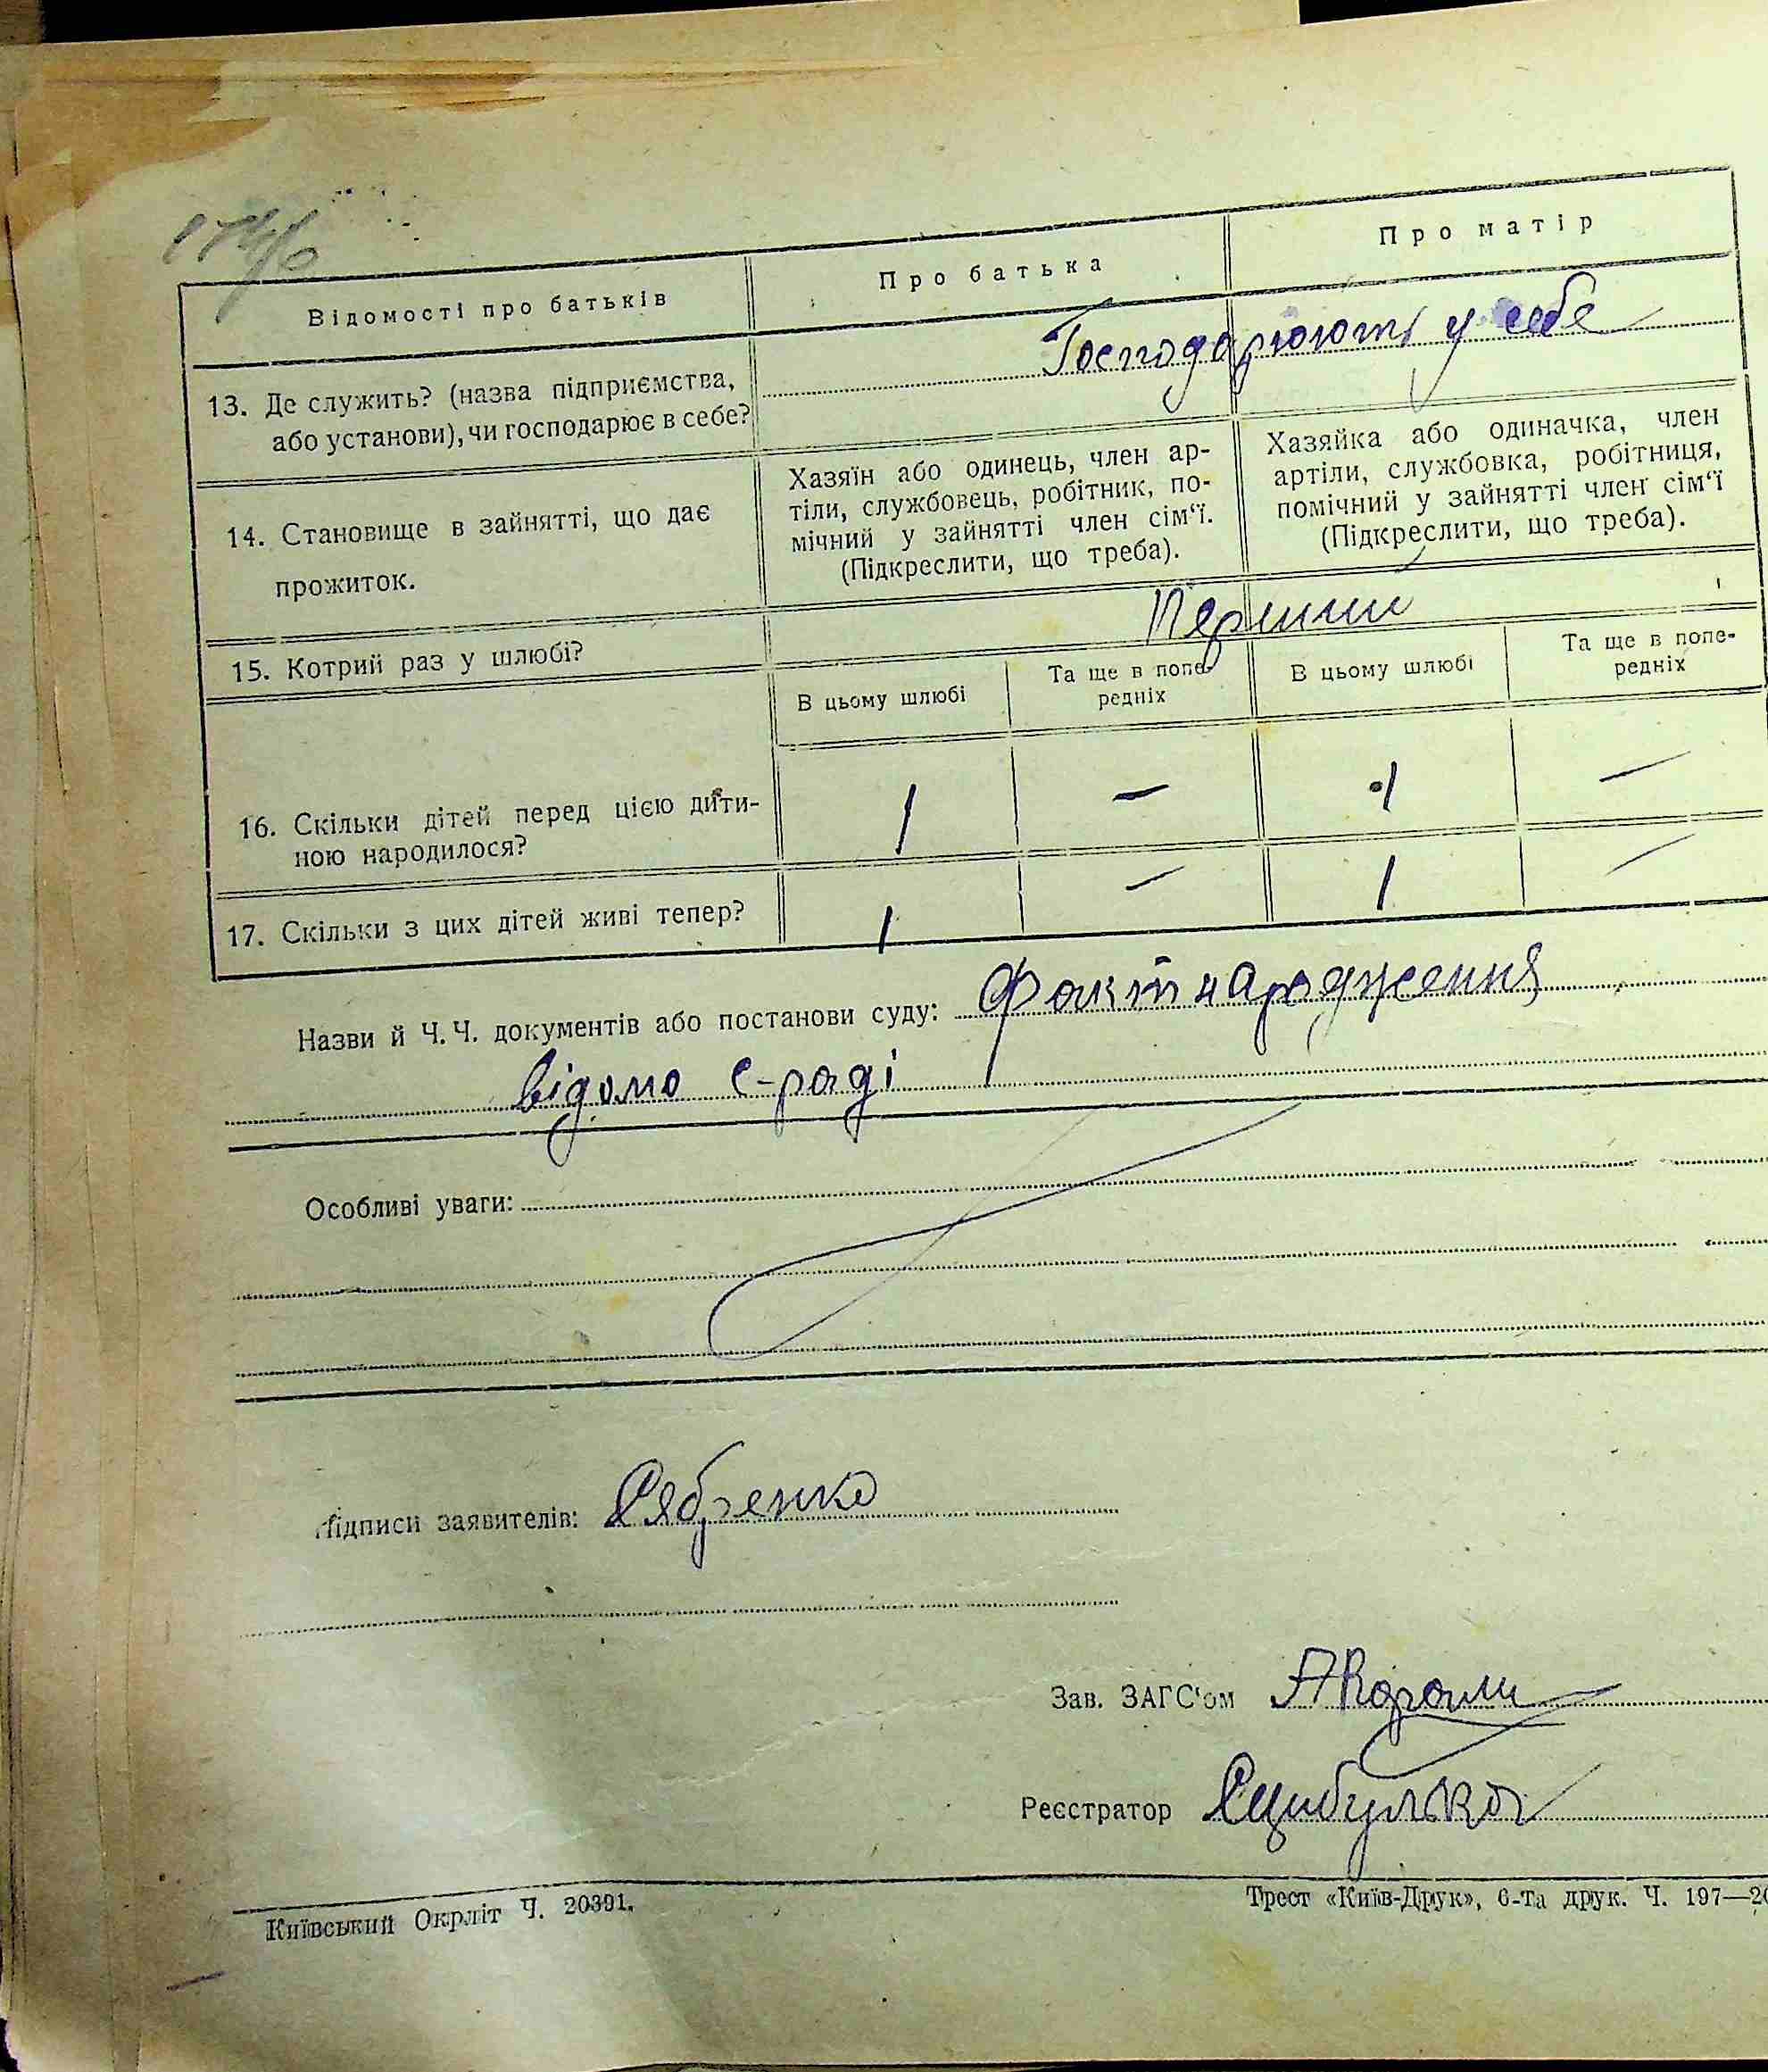 Відомості про батьків
Про батька
Про матір
13. Де служить? (назва підприємства,
або установи), чи господарює в себе?
Господарюють у себе
14. Становище в зайнятті, що дає
прожиток.
Хазяїн або одинець, член ар-
тіли, службовець, робітник, по-
мічний у зайнятті член сім‘ї.
(Підкреслити, що треба).
Хазяйка або одиначка, член
артіли, службовка, робітниця,
помічний у зайнятті член сім‘ї
(Підкреслити, що треба).
15. Котрий раз у шлюбі?
Перший
В цьому шлюбі
Та ще в попе-
редніх
В цьому шлюбі
Та ще в попе-
редніх
16. Скільки дітей перед цією дити-
ною народилося?
1 — 1 —
17. Скільки з цих дітей живі тепер?
1 — 1 —
Назви й Ч. Ч. документів або постанови суду: Факт народження
відомо с-раді
Особливі уваги:
Підписи заявителів:
Зав. ЗАГС‘ом
Реєстратор
Київський Окрліт Ч. 20391.
Трест «Київ-Друк», 6-та друк. Ч. 197—20